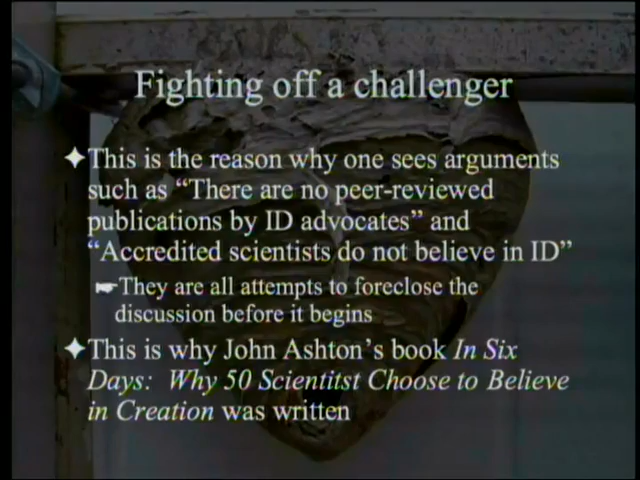 Fighting off a challenger
This is the reason why one sees arguments
such as “There are no peer-reviewed
publications by ID advocates” and
“Accredited scientists do not believe in ID”
They are all attempts to foreclose the
discussion before it begins
This is why John Ashton’s book In Six
Days: Why 50 Scientitst Choose to Believe
in Creation was written